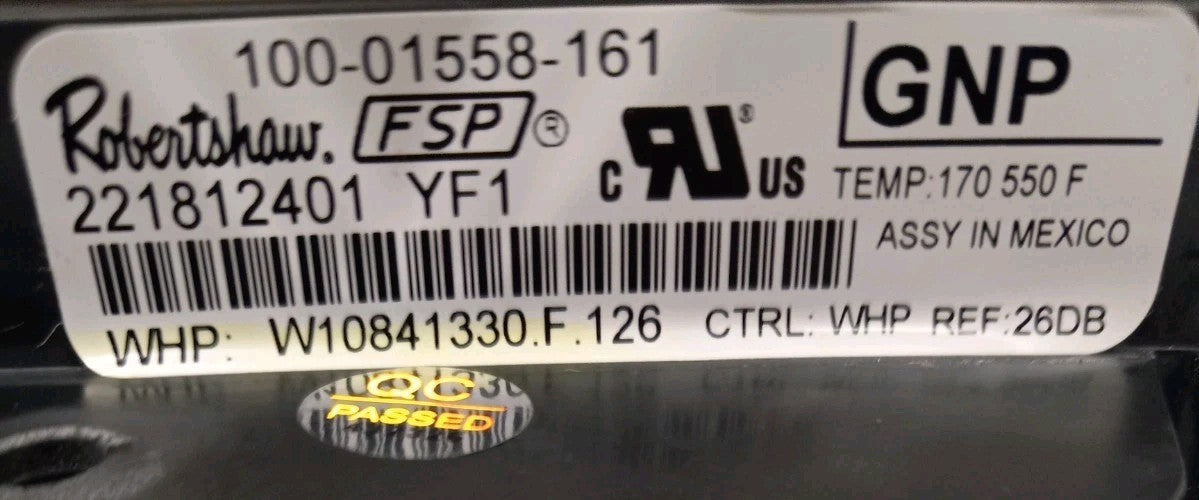 100-01558-161
Robertshaw. FSP®
GNP
c RU® US
221812401 YF1
TEMP:170 550 F
ASSY IN MEXICO
WHP: W10841330.F.126 CTRL: WHP REF:26DB
QC
PASSED